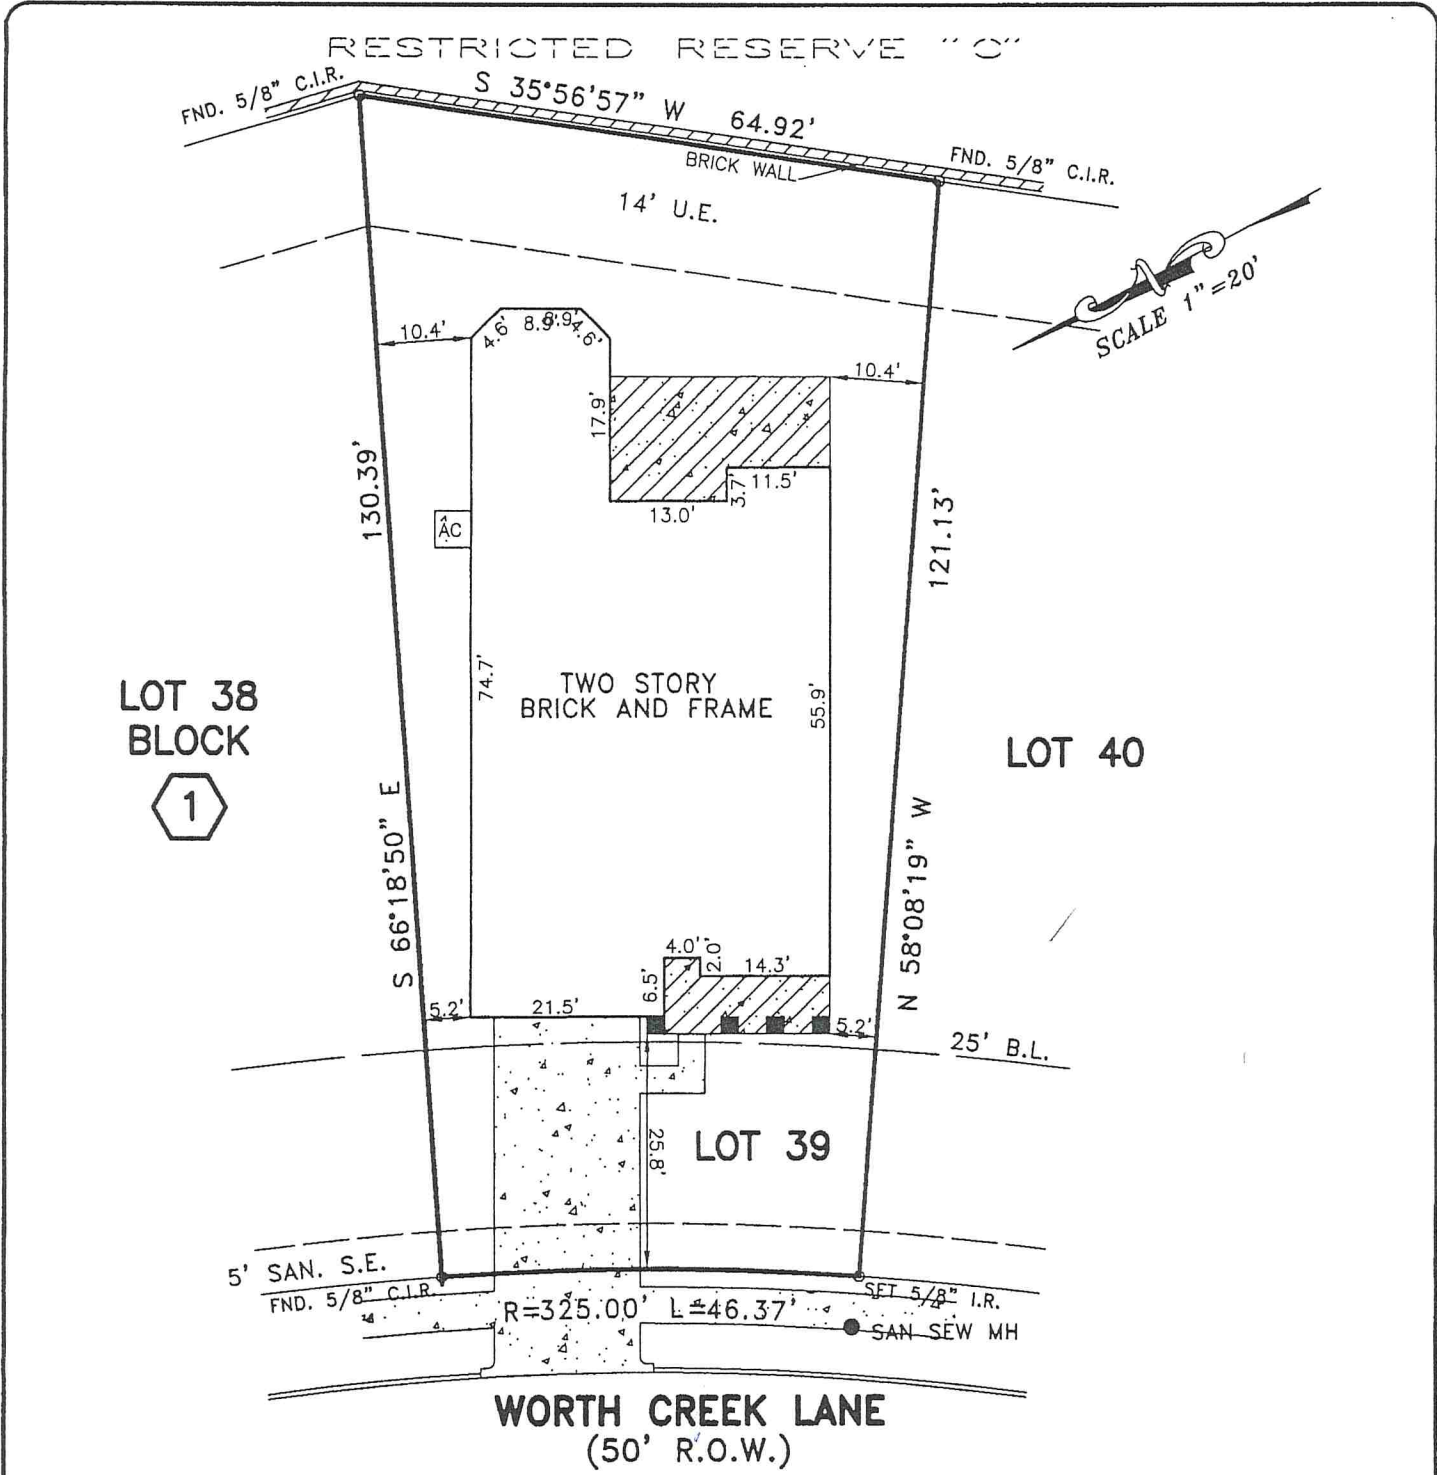 RESTRICTED RESERVE "C"
S 35°56'57" W 64.92'
FND. 5/8" C.I.R.
FND. 5/8" C.I.R.
BRICK WALL
14' U.E.
SCALE 1"=20'
10.4'
4.6'
8.9'
8.9'
4.6'
10.4'
17.9'
11.5'
3.7'
13.0'
130.39'
121.13'
AC
74.7'
TWO STORY
BRICK AND FRAME
55.9'
LOT 38
BLOCK
1
LOT 40
S 66°18'50" E
N 58°08'19" W
4.0'
2.0'
14.3'
6.5'
5.2'
21.5'
5.2'
25' B.L.
25.8'
LOT 39
5' SAN. S.E.
FND. 5/8" C.I.R.
SET 5/8" I.R.
R=325.00' L=46.37'
SAN SEW MH
WORTH CREEK LANE
(50' R.O.W.)